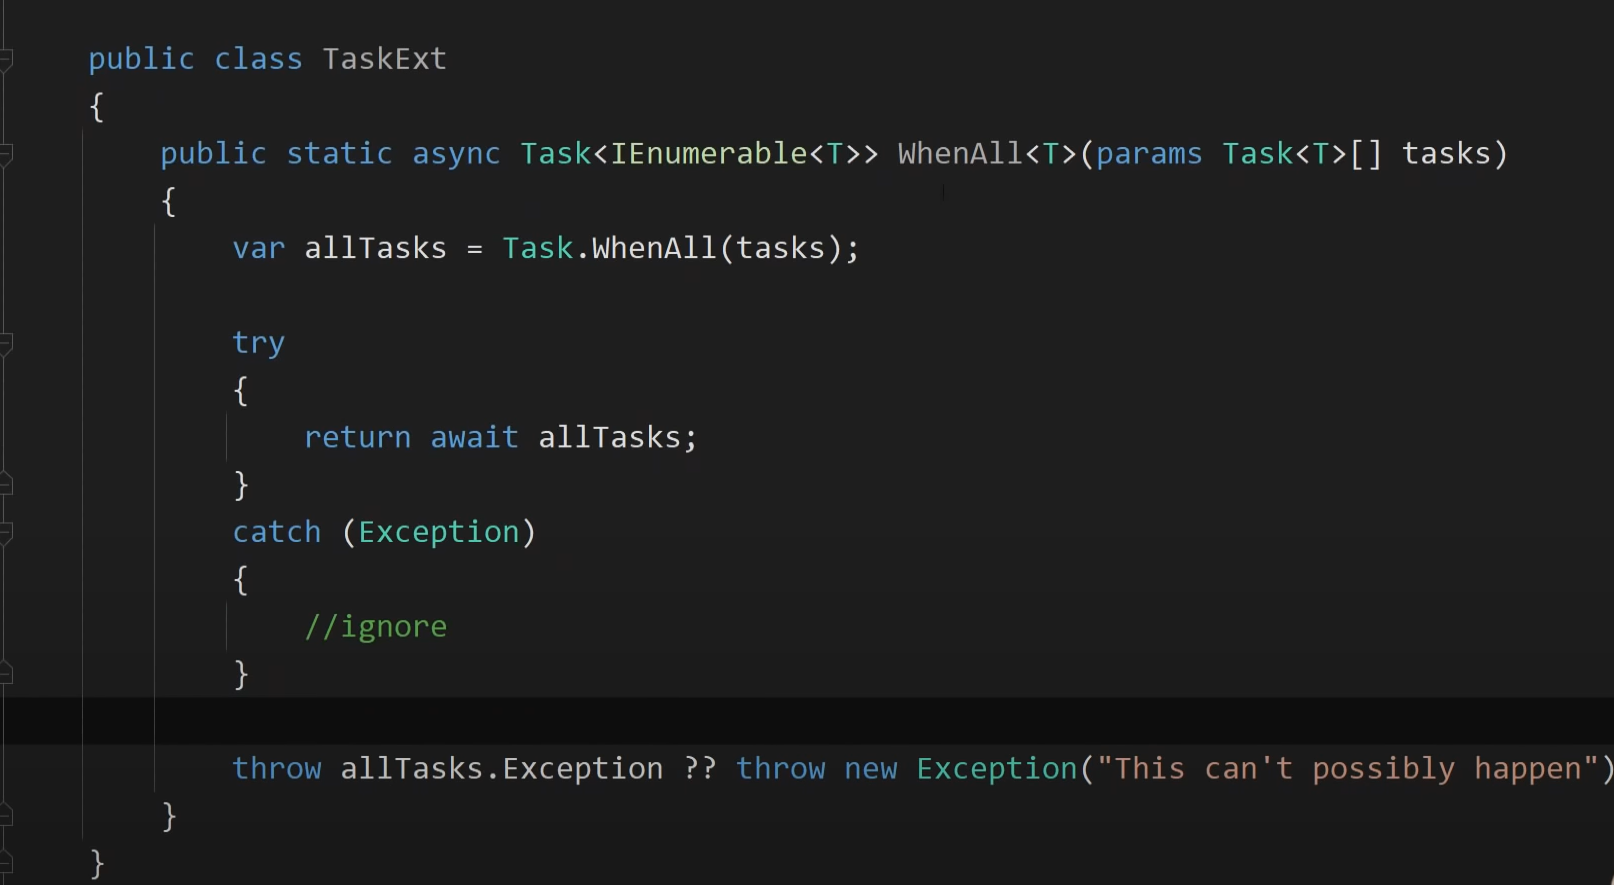 public class TaskExt
{
public static async Task<IEnumerable<T>> WhenAll<T>(params Task<T>[] tasks)
{
var allTasks = Task.WhenAll(tasks);
try
{
return await allTasks;
}
catch (Exception)
{
//ignore
}
throw allTasks.Exception ?? throw new Exception("This can't possibly happen")
}
}